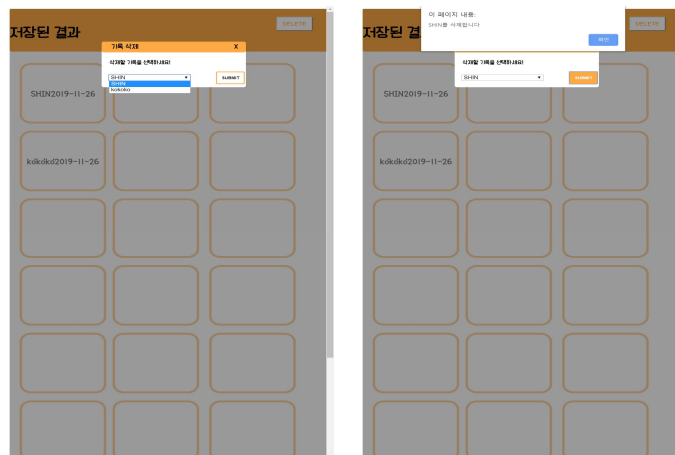 저장된 결과
DELETE
기록 삭제
X
삭제할 기록을 선택하세요!
SHIN
SUBMIT
SHIN
kokoko
SHIN2019-11-26
kokoko2019-11-26
이 페이지 내용:
SHIN를 삭제합니다
확인
저장된 결
DELETE
삭제할 기록을 선택하세요!
SHIN
SUBMIT
SHIN2019-11-26
kokoko2019-11-26